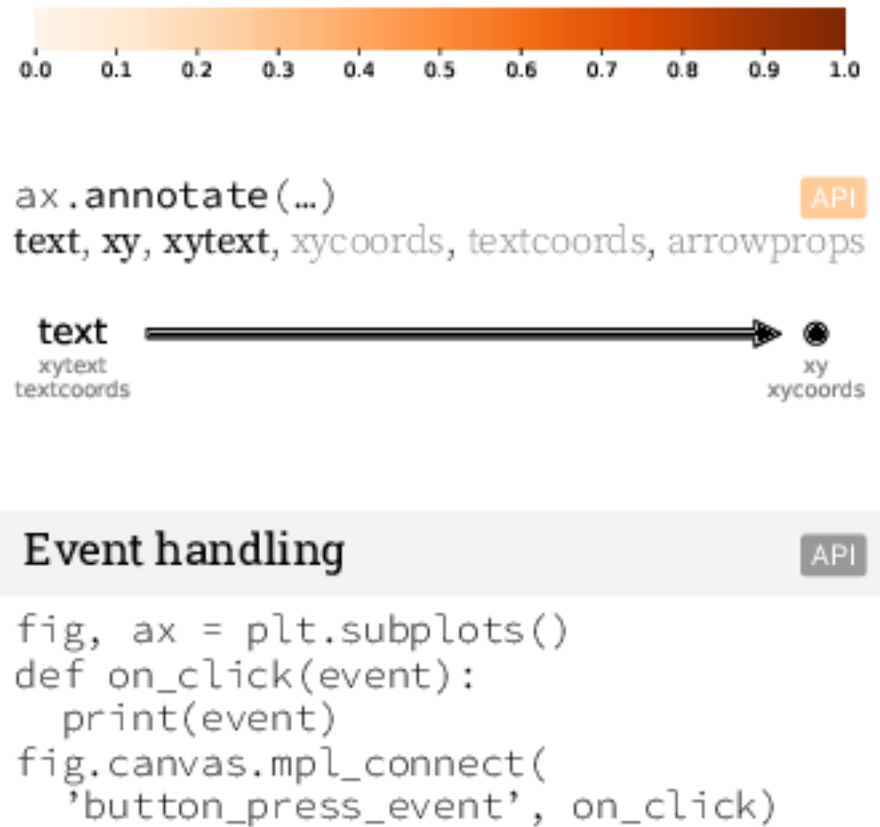 0.0 0.1 0.2 0.3 0.4 0.5 0.6 0.7 0.8 0.9 1.0
ax.annotate(…) API
text, xy, xytext, xycoords, textcoords, arrowprops
text
xytext
textcoords
xy
xycoords
Event handling API
fig, ax = plt.subplots()
def on_click(event):
  print(event)
fig.canvas.mpl_connect(
  ’button_press_event’, on_click)